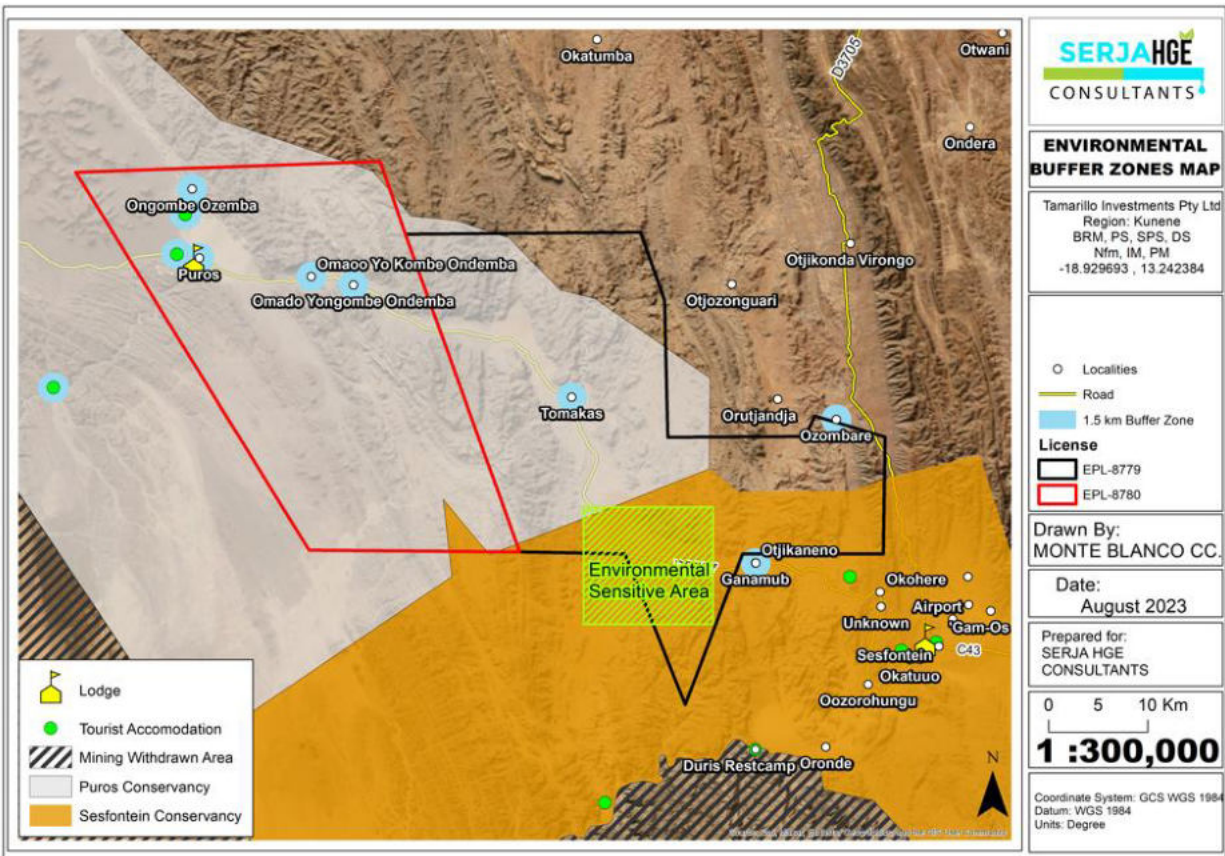 Okatumba
D3705
Otwani
Ondera
Ongombe Ozemba
Puros
Omaoo Yo Kombe Ondemba
Omado Yongombe Ondemba
Otjikonda Virongo
Otjozonguari
Tomakas
Orutjandja
Ozombare
Otjikaneno
Environmental
Sensitive Area
Ganamub
Okohere
Unknown
Airport
Gam-Os
Sesfontein
C43
Okatuuo
Oozorohungu
Duris Restcamp
Oronde
N
Lodge
Tourist Accomodation
Mining Withdrawn Area
Puros Conservancy
Sesfontein Conservancy
SERJAHGE
CONSULTANTS
ENVIRONMENTAL
BUFFER ZONES MAP
Tamarillo Investments Pty Ltd
Region: Kunene
BRM, PS, SPS, DS
Nfm, IM, PM
-18.929693 , 13.242384
Localities
Road
1.5 km Buffer Zone
License
EPL-8779
EPL-8780
Drawn By:
MONTE BLANCO CC.
Date:
August 2023
Prepared for:
SERJA HGE
CONSULTANTS
0 5 10 Km
1 :300,000
Coordinate System: GCS WGS 1984
Datum: WGS 1984
Units: Degree